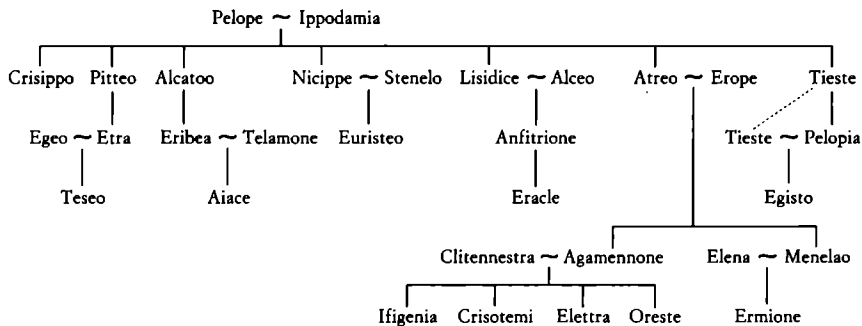 Pelope ~ Ippodamia
Crisippo Pitteo Alcatoo Nicippe ~ Stenelo Lisidice ~ Alceo Atreo ~ Erope Tieste
Egeo ~ Etra Eribea ~ Telamone Euristeo Anfitrione Tieste ~ Pelopia
Teseo Aiace Eracle Egisto
Clitennestra ~ Agamennone Elena ~ Menelao
Ifigenia Crisotemi Elettra Oreste Ermione